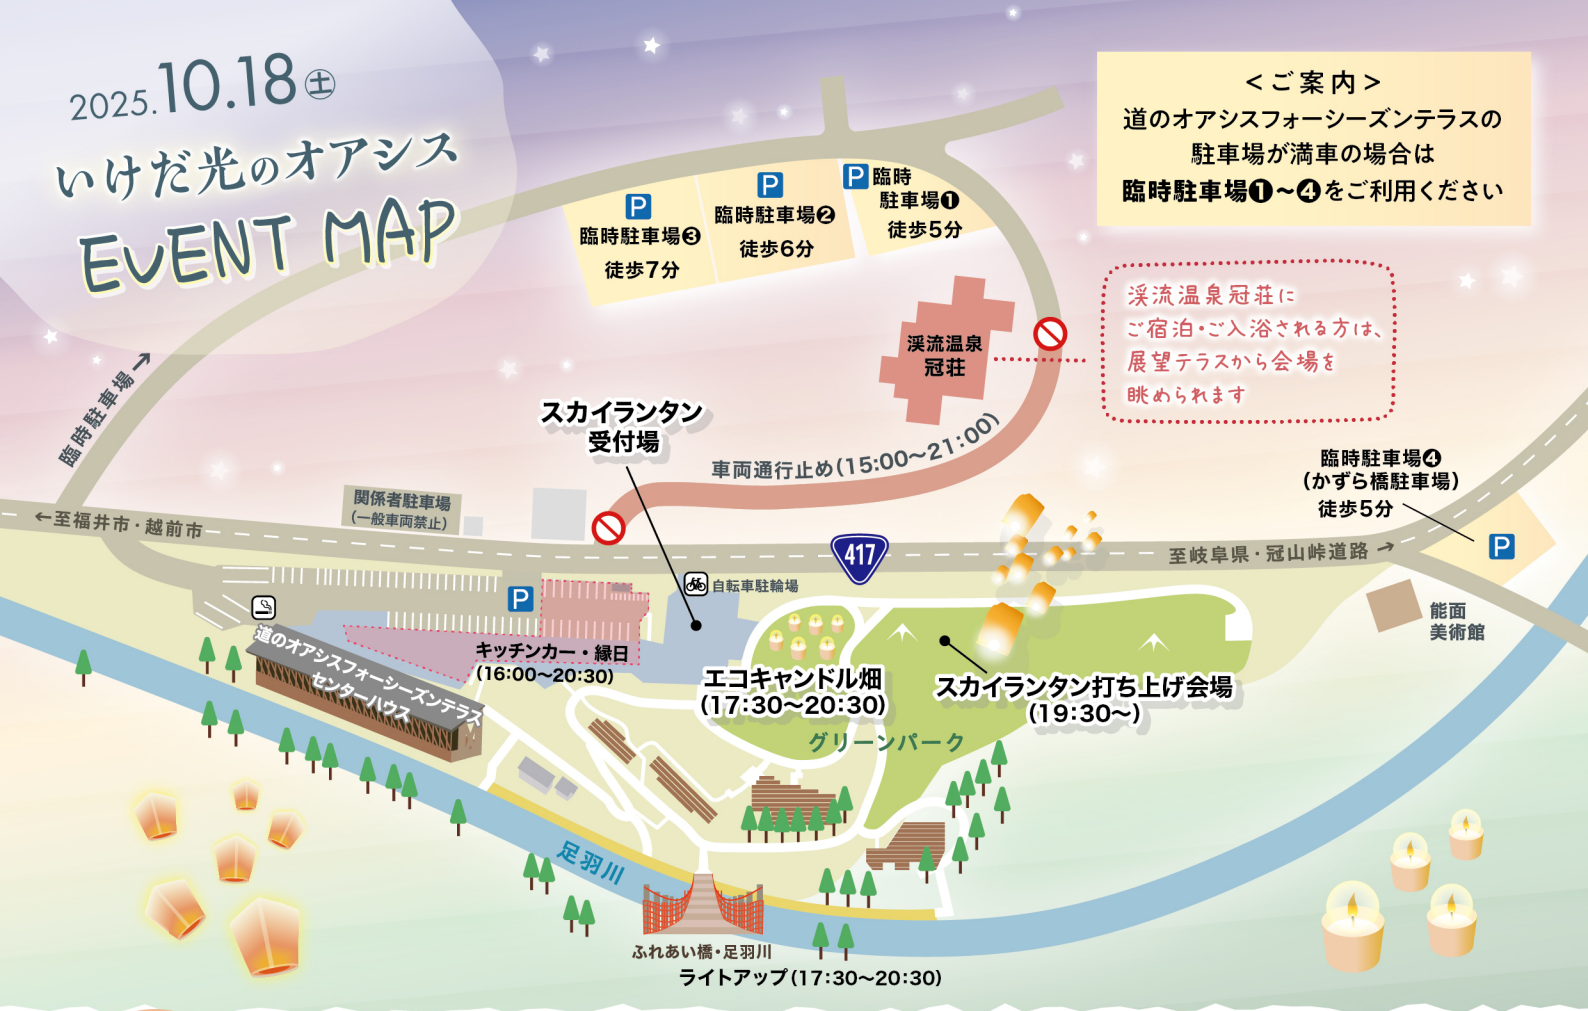 2025.10.18㊏
いけだ光のオアシス
EVENT MAP
＜ご案内＞
道のオアシスフォーシーズンテラスの
駐車場が満車の場合は
臨時駐車場❶～❹をご利用ください
P
臨時駐車場❸
徒歩7分
P
臨時駐車場❷
徒歩6分
P 臨時
駐車場❶
徒歩5分
渓流温泉
冠荘
渓流温泉冠荘に
ご宿泊・ご入浴される方は、
展望テラスから会場を
眺められます
臨時駐車場→
スカイランタン
受付場
車両通行止め(15:00～21:00)
臨時駐車場❹
(かずら橋駐車場)
徒歩5分
P
関係者駐車場
(一般車両禁止)
←至福井市・越前市
417
至岐阜県・冠山峠道路→
P
自転車駐輪場
能面
美術館
道のオアシスフォーシーズンテラス
センターハウス
キッチンカー・縁日
(16:00～20:30)
エコキャンドル畑
(17:30～20:30)
スカイランタン打ち上げ会場
(19:30～)
グリーンパーク
足羽川
ふれあい橋・足羽川
ライトアップ(17:30～20:30)